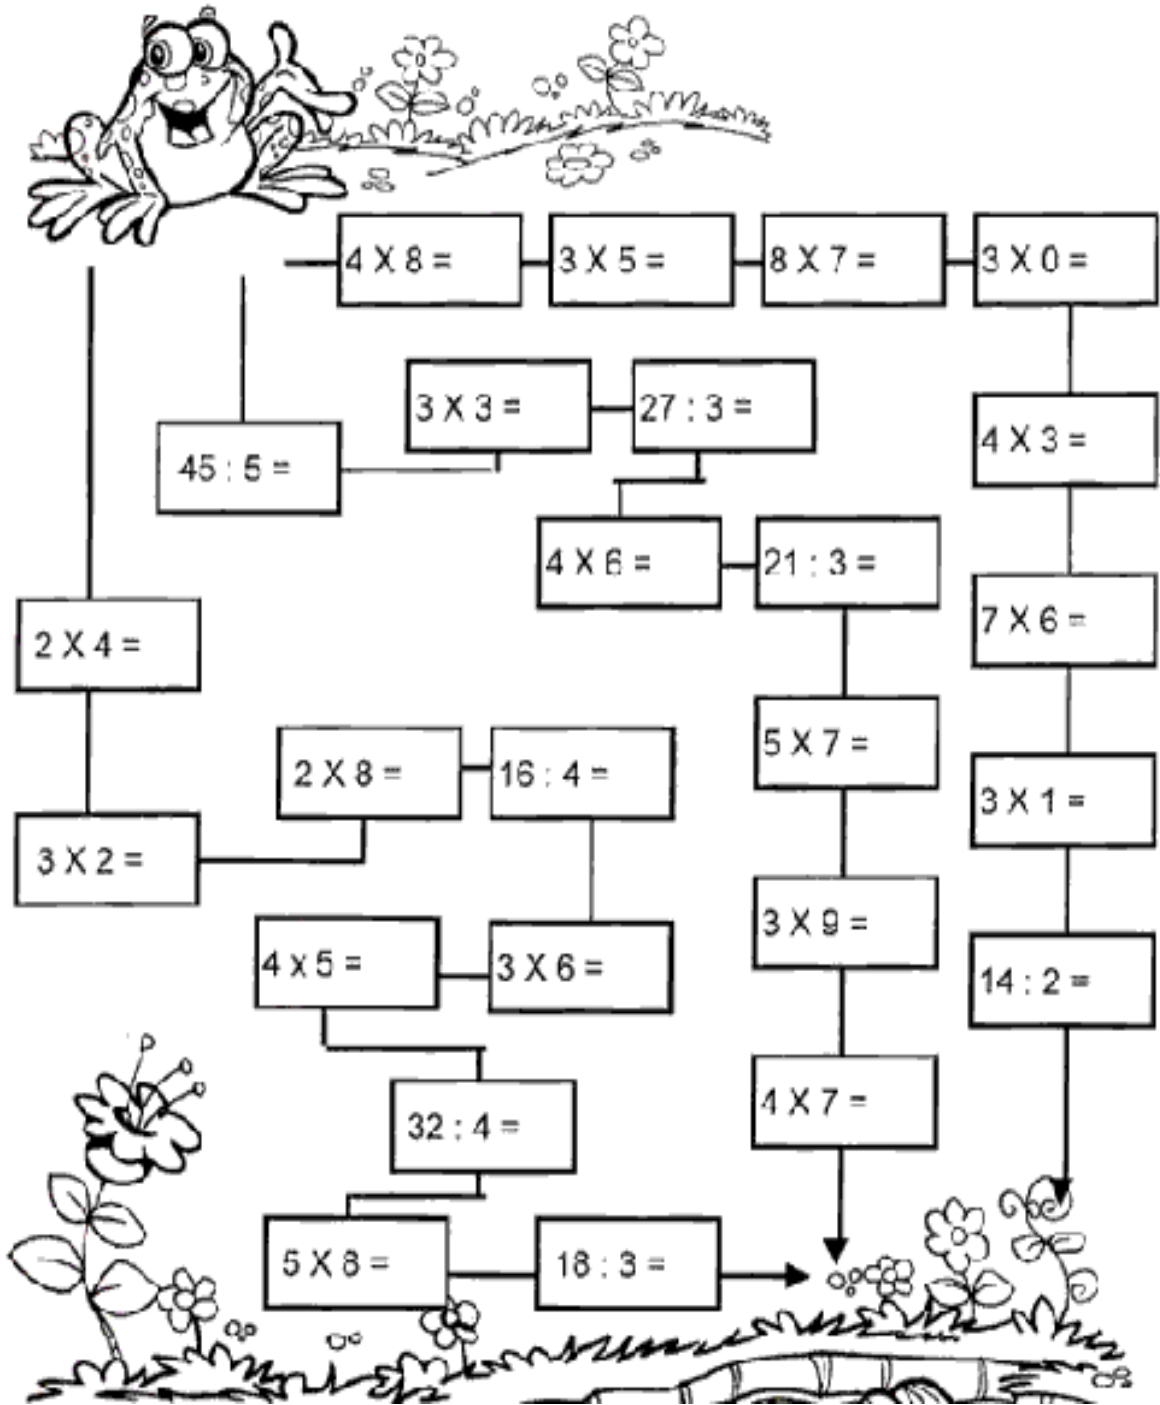 4 X 8 =
3 X 5 =
8 X 7 =
3 X 0 =
3 X 3 =
27 : 3 =
4 X 3 =
45 : 5 =
4 X 6 =
21 : 3 =
7 X 6 =
2 X 4 =
5 X 7 =
2 X 8 =
16 : 4 =
3 X 1 =
3 X 2 =
3 X 9 =
4 x 5 =
3 X 6 =
14 : 2 =
4 X 7 =
32 : 4 =
5 X 8 =
18 : 3 =